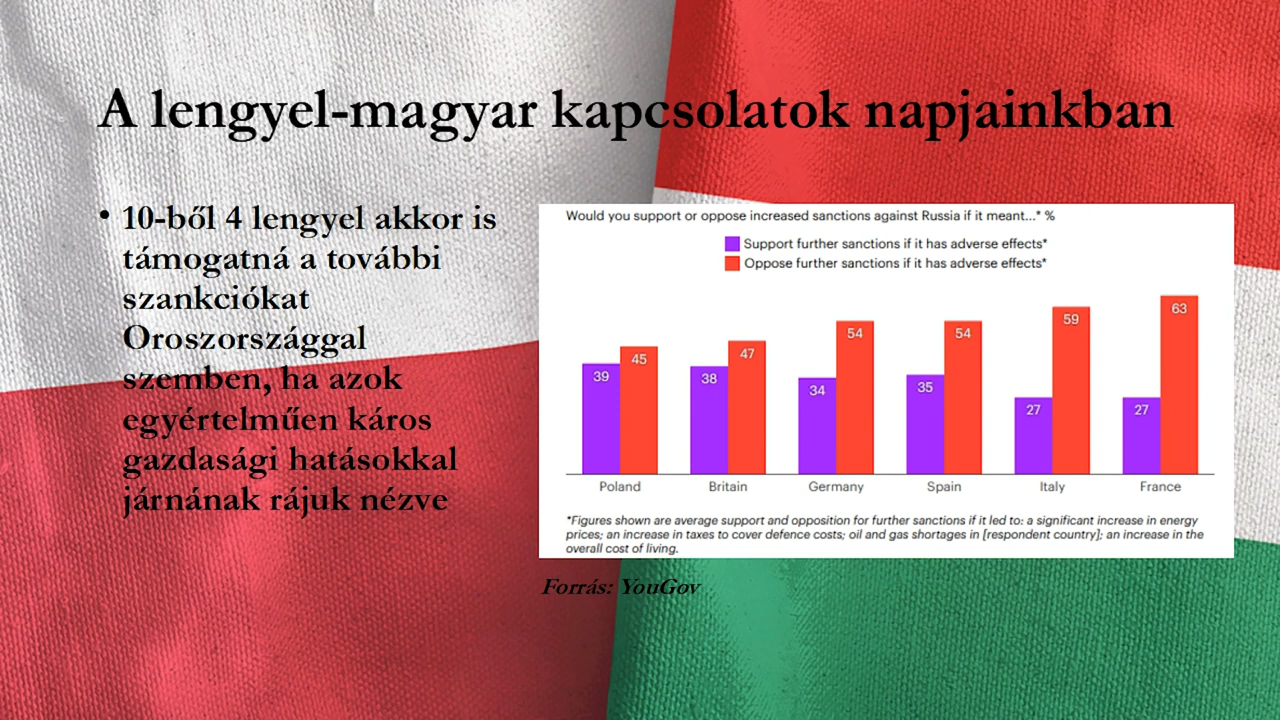 A lengyel-magyar kapcsolatok napjainkban
• 10-ből 4 lengyel akkor is
támogatná a további
szankciókat
Oroszországgal
szemben, ha azok
egyértelműen káros
gazdasági hatásokkal
járnának rájuk nézve
Would you support or oppose increased sanctions against Russia if it meant...* %
Support further sanctions if it has adverse effects*
Oppose further sanctions if it has adverse effects*
39 45 38 47 34 54 35 54 27 59 27 63
Poland Britain Germany Spain Italy France
*Figures shown are average support and opposition for further sanctions if it led to: a significant increase in energy
prices; an increase in taxes to cover defence costs; oil and gas shortages in [respondent country]; an increase in the
overall cost of living.
Forrás: YouGov